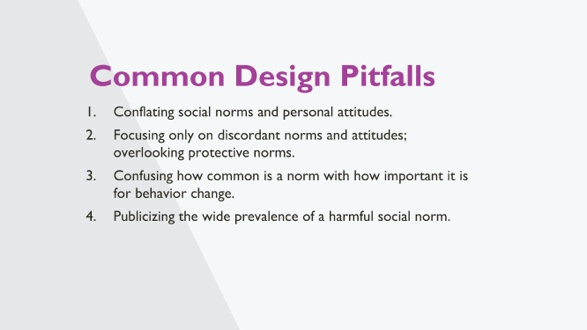 Common Design Pitfalls
1. Conflating social norms and personal attitudes.
2. Focusing only on discordant norms and attitudes;
overlooking protective norms.
3. Confusing how common is a norm with how important it is
for behavior change.
4. Publicizing the wide prevalence of a harmful social norm.